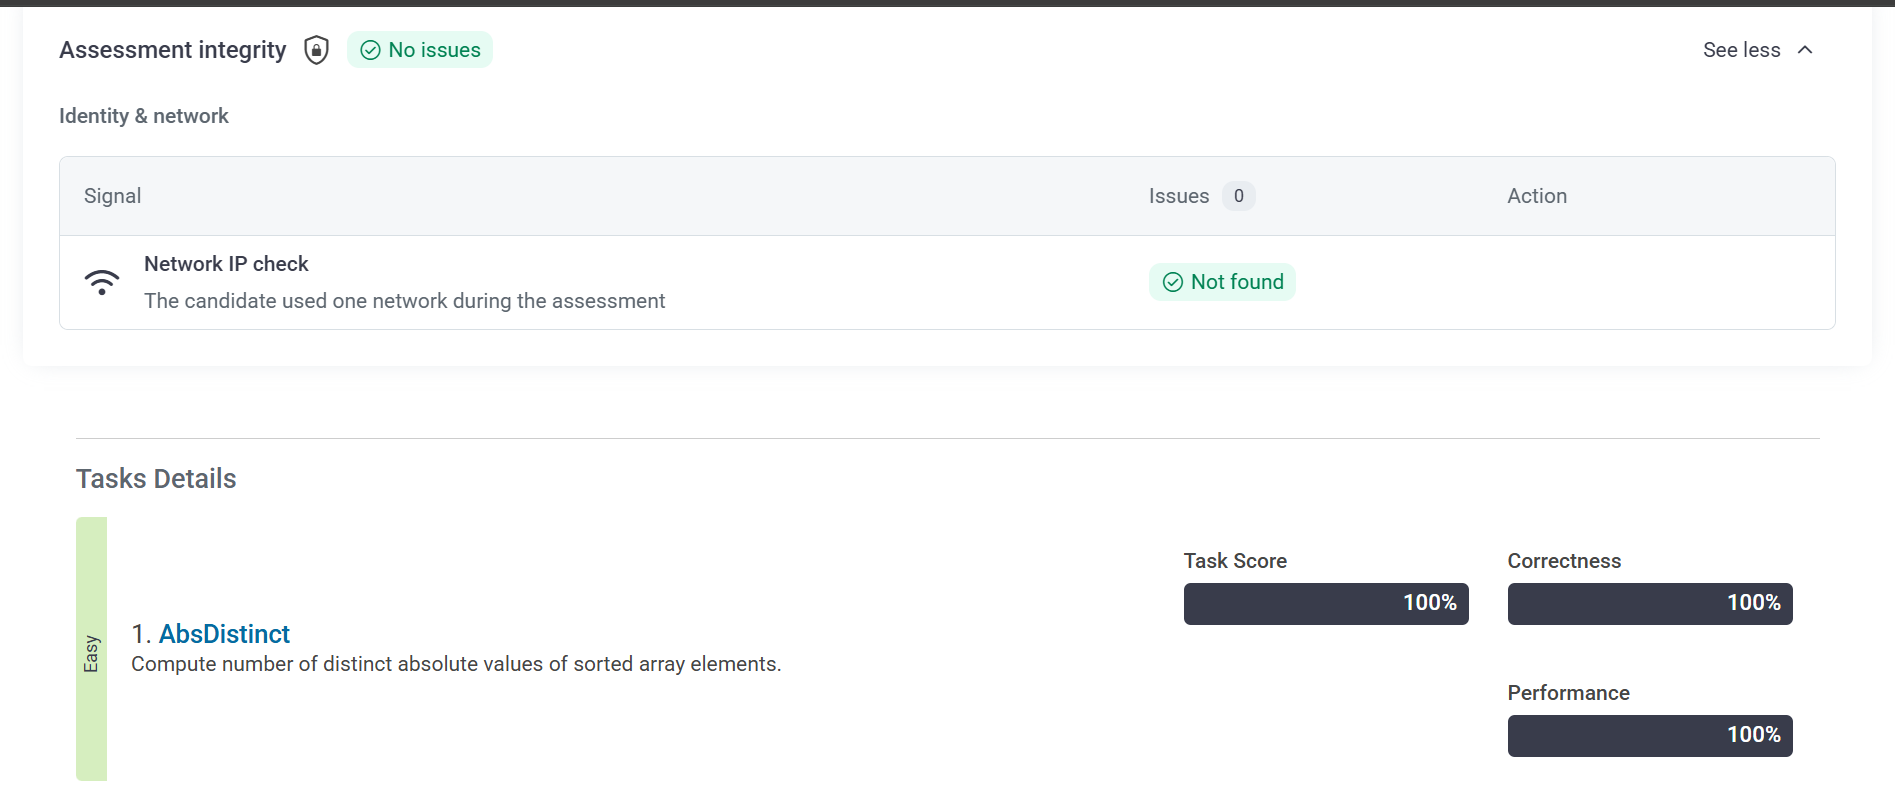 Assessment integrity No issues See less
Identity & network
Signal Issues 0 Action
Network IP check
The candidate used one network during the assessment
Not found
Tasks Details
Easy
1. AbsDistinct
Compute number of distinct absolute values of sorted array elements.
Task Score
100%
Correctness
100%
Performance
100%